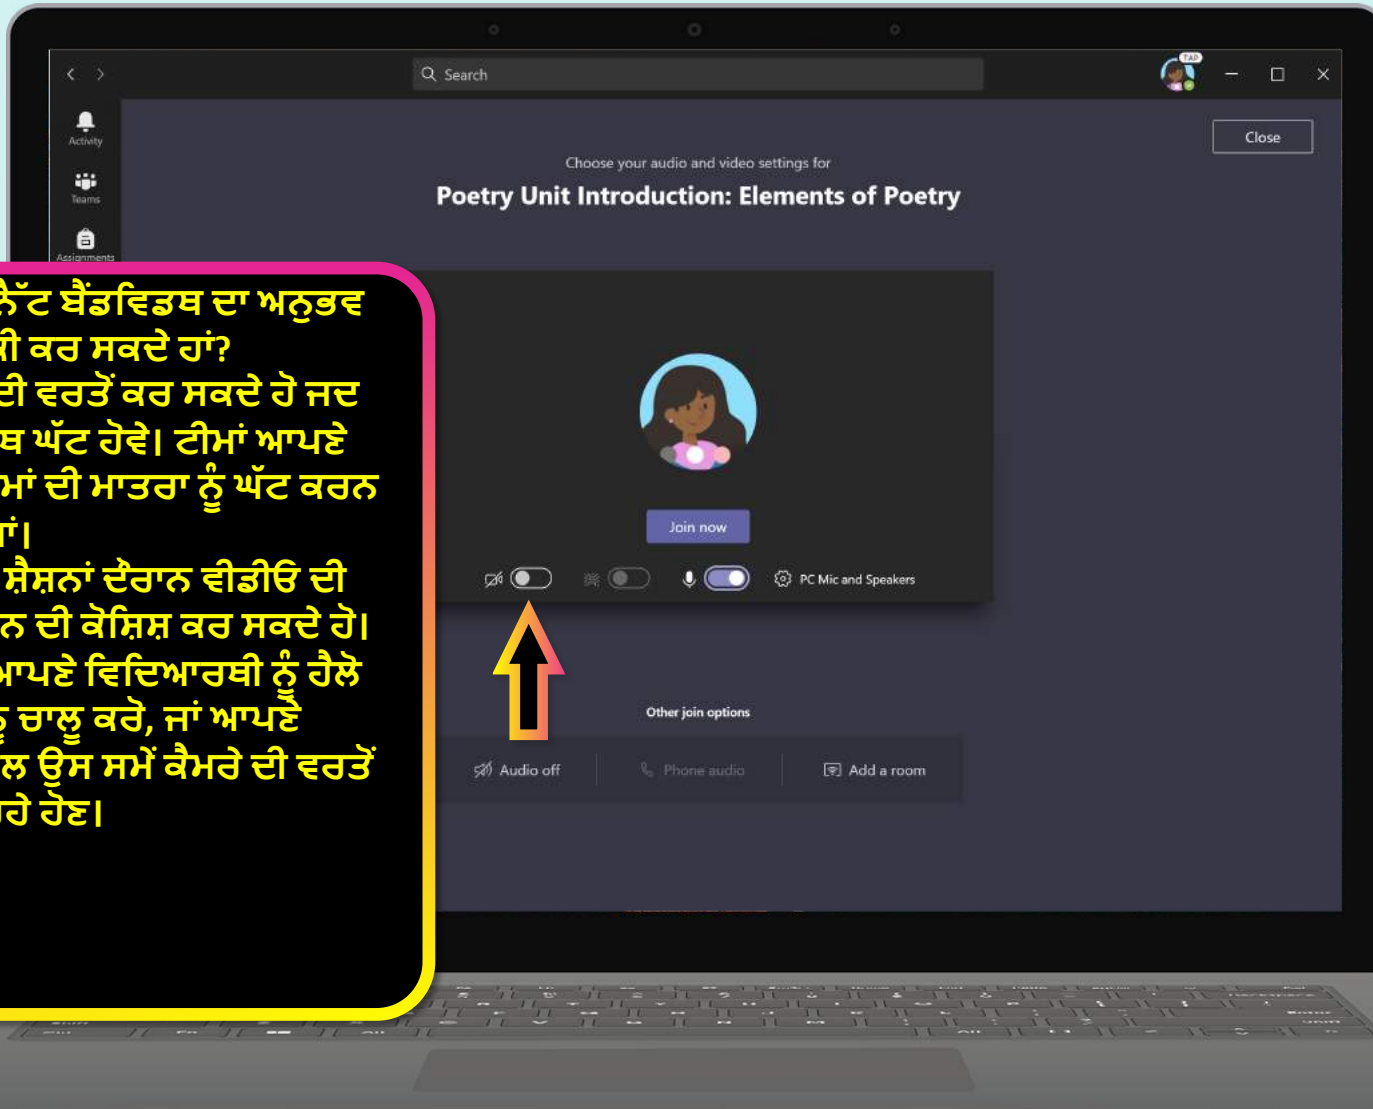 Search
TAP
Activity
Teams
Assignments
Close
Choose your audio and video settings for
Poetry Unit Introduction: Elements of Poetry
ਬੈਂਡਵਿਡਥ ਦਾ ਅਨੁਭਵ
ਕੀ ਕਰ ਸਕਦੇ ਹਾਂ?
ਦੀ ਵਰਤੋਂ ਕਰ ਸਕਦੇ ਹੋ ਜਦ
ਘੱਟ ਹੋਵੇ। ਟੀਮਾਂ ਆਪਣੇ
ਦੀ ਮਾਤਰਾ ਨੂੰ ਘੱਟ ਕਰਨ
ਸ਼ੈਸ਼ਨਾਂ ਦੌਰਾਨ ਵੀਡੀਓ ਦੀ
ਦੀ ਕੋਸ਼ਿਸ਼ ਕਰ ਸਕਦੇ ਹੋ।
ਆਪਣੇ ਵਿਦਿਆਰਥੀ ਨੂੰ ਹੈਲੋ
ਚਾਲੂ ਕਰੋ, ਜਾਂ ਆਪਣੇ
ਉਸ ਸਮੇਂ ਕੈਮਰੇ ਦੀ ਵਰਤੋਂ
ਹੋਣ।
Join now
PC Mic and Speakers
Other join options
Audio off
Phone audio
Add a room